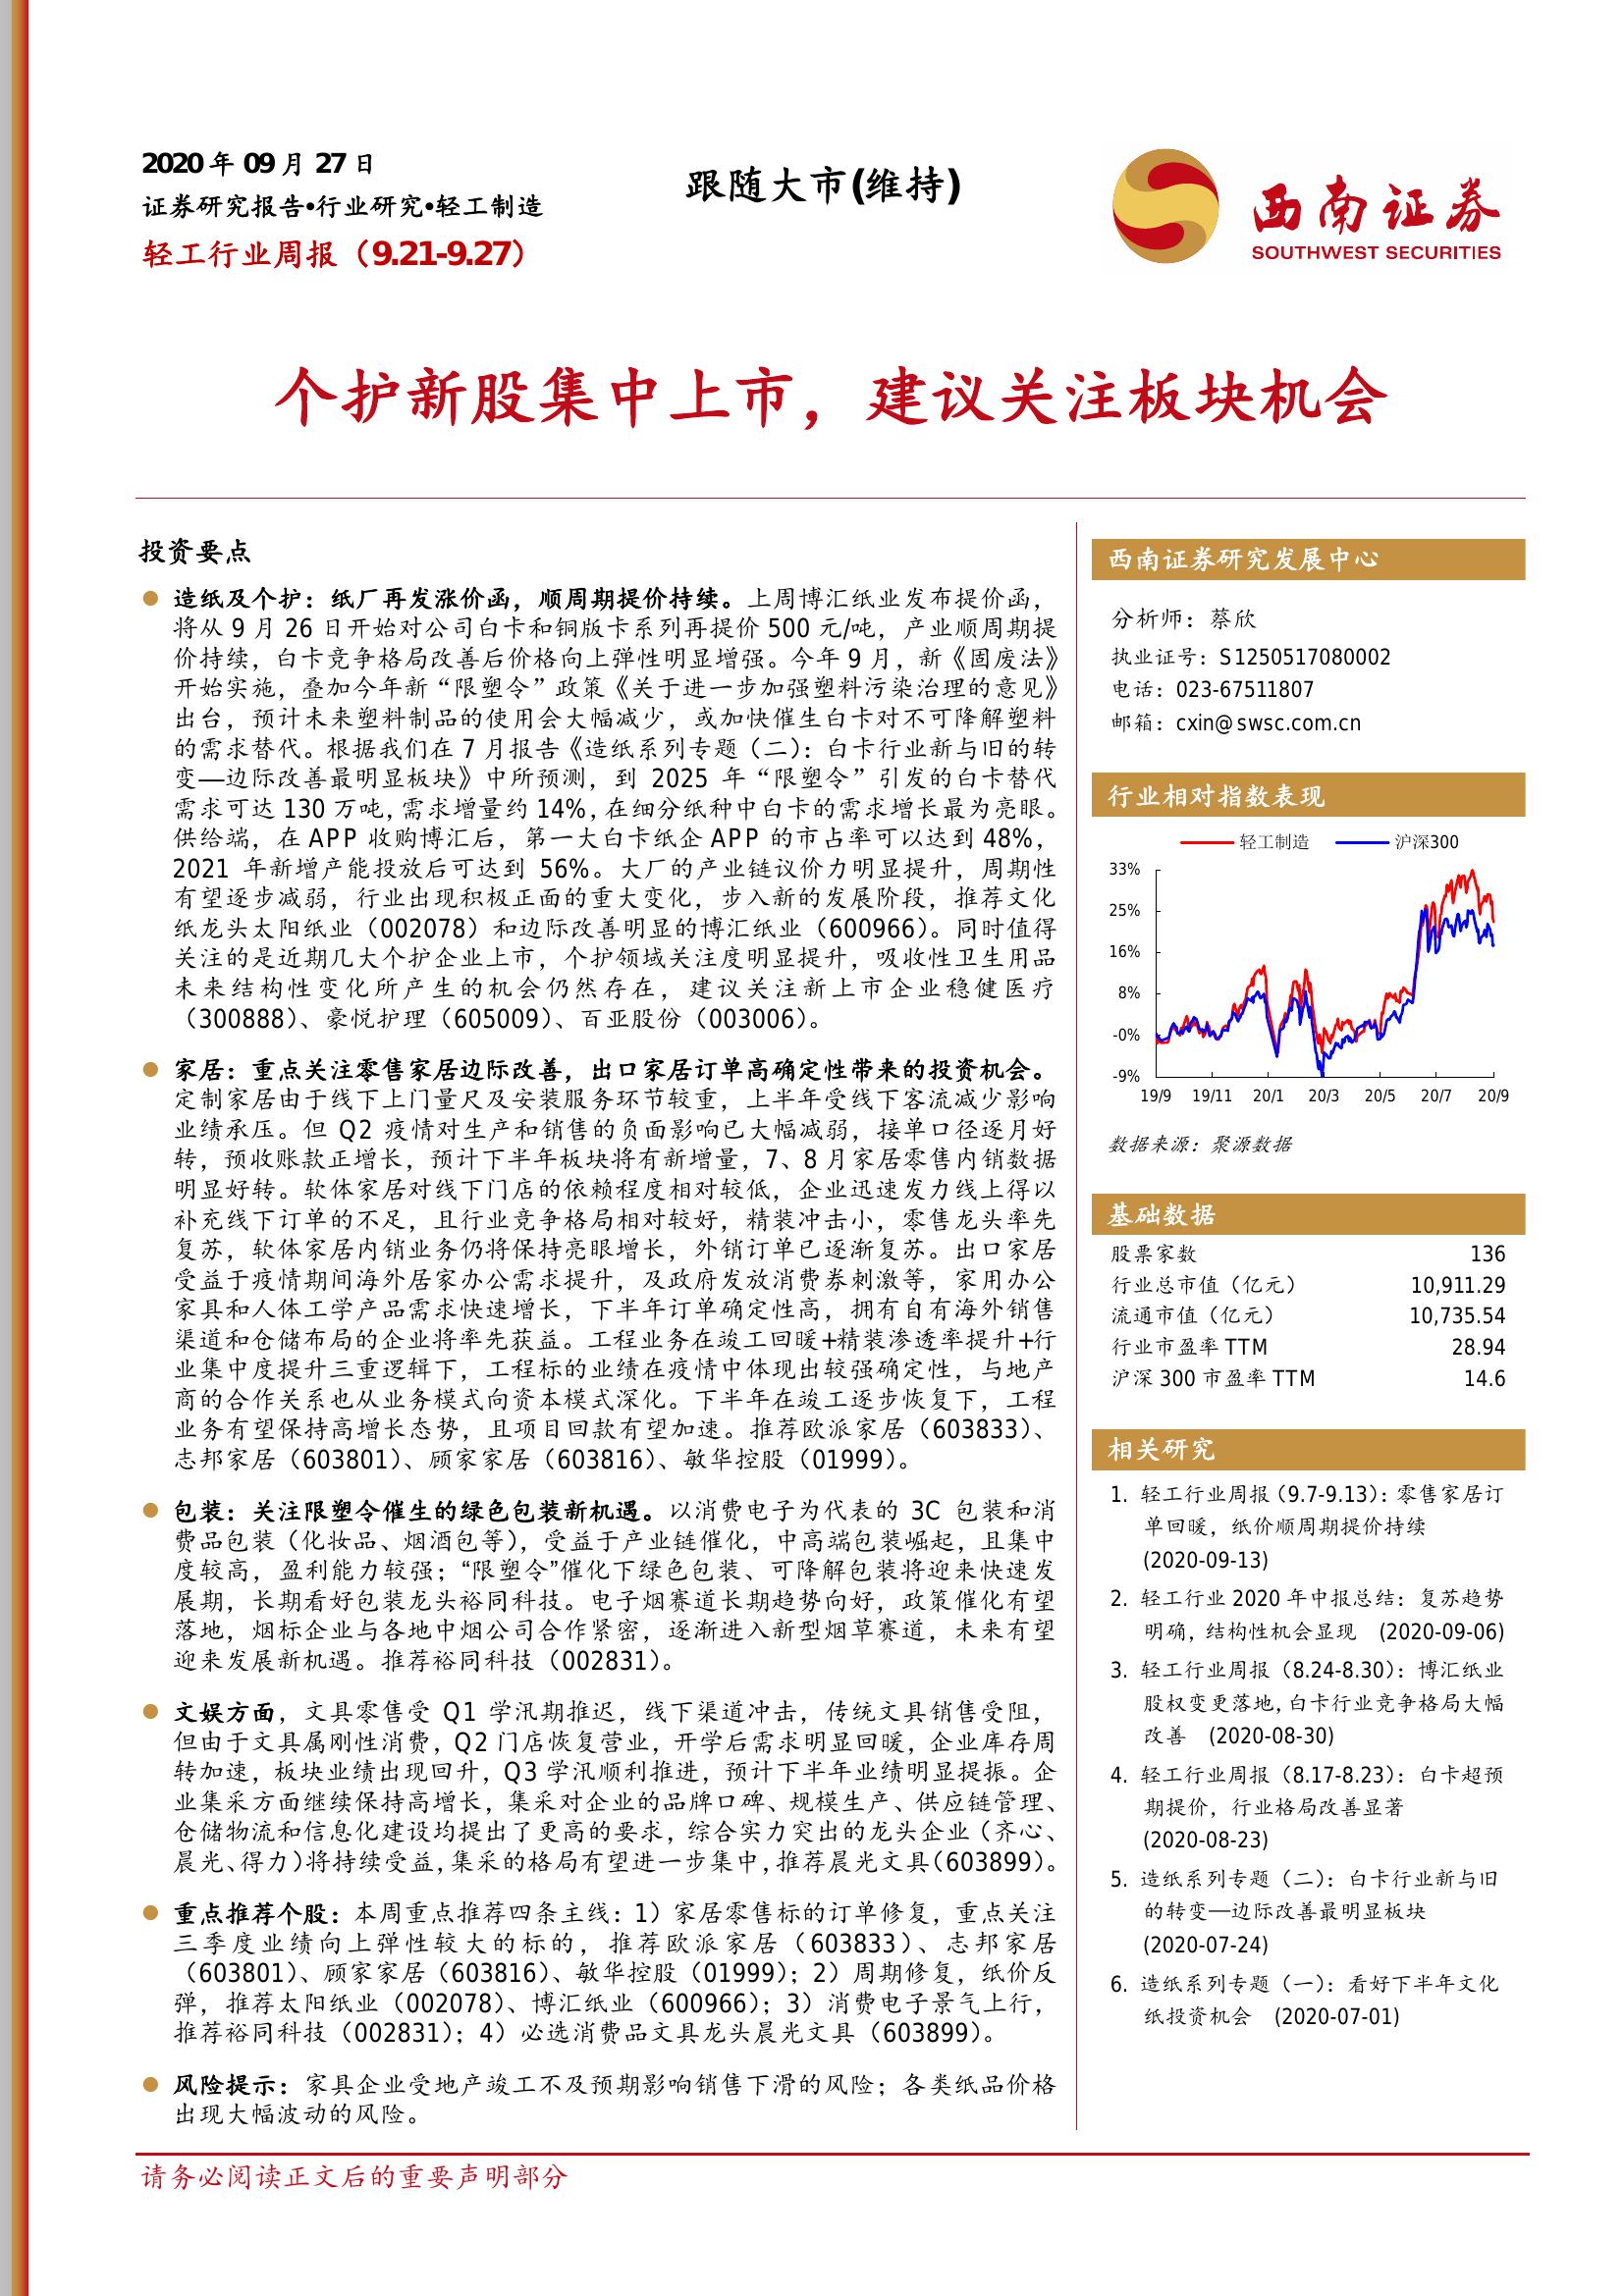 2020 年 09 月 27 日
证券研究报告•行业研究•轻工制造
轻工行业周报（9.21-9.27）
跟随大市(维持)
西南证券
SOUTHWEST SECURITIES
个护新股集中上市，建议关注板块机会
投资要点
造纸及个护：纸厂再发涨价函，顺周期提价持续。上周博汇纸业发布提价函，
将从 9 月 26 日开始对公司白卡和铜版卡系列再提价 500 元/吨，产业顺周期提
价持续，白卡竞争格局改善后价格向上弹性明显增强。今年 9 月，新《固废法》
开始实施，叠加今年新“限塑令”政策《关于进一步加强塑料污染治理的意见》
出台，预计未来塑料制品的使用会大幅减少，或加快催生白卡对不可降解塑料
的需求替代。根据我们在 7 月报告《造纸系列专题（二）：白卡行业新与旧的转
变—边际改善最明显板块》中所预测，到 2025 年“限塑令”引发的白卡替代
需求可达 130 万吨，需求增量约 14%，在细分纸种中白卡的需求增长最为亮眼。
供给端，在 APP 收购博汇后，第一大白卡纸企 APP 的市占率可以达到 48%，
2021 年新增产能投放后可达到 56%。大厂的产业链议价力明显提升，周期性
有望逐步减弱，行业出现积极正面的重大变化，步入新的发展阶段，推荐文化
纸龙头太阳纸业（002078）和边际改善明显的博汇纸业（600966）。同时值得
关注的是近期几大个护企业上市，个护领域关注度明显提升，吸收性卫生用品
未来结构性变化所产生的机会仍然存在，建议关注新上市企业稳健医疗
（300888）、豪悦护理（605009）、百亚股份（003006）。
家居：重点关注零售家居边际改善，出口家居订单高确定性带来的投资机会。
定制家居由于线下上门量尺及安装服务环节较重，上半年受线下客流减少影响
业绩承压。但 Q2 疫情对生产和销售的负面影响已大幅减弱，接单口径逐月好
转，预收账款正增长，预计下半年板块将有新增量，7、8 月家居零售内销数据
明显好转。软体家居对线下门店的依赖程度相对较低，企业迅速发力线上得以
补充线下订单的不足，且行业竞争格局相对较好，精装冲击小，零售龙头率先
复苏，软体家居内销业务仍将保持亮眼增长，外销订单已逐渐复苏。出口家居
受益于疫情期间海外居家办公需求提升，及政府发放消费券刺激等，家用办公
家具和人体工学产品需求快速增长，下半年订单确定性高，拥有自有海外销售
渠道和仓储布局的企业将率先获益。工程业务在竣工回暖+精装渗透率提升+行
业集中度提升三重逻辑下，工程标的业绩在疫情中体现出较强确定性，与地产
商的合作关系也从业务模式向资本模式深化。下半年在竣工逐步恢复下，工程
业务有望保持高增长态势，且项目回款有望加速。推荐欧派家居（603833）、
志邦家居（603801）、顾家家居（603816）、敏华控股（01999）。
包装：关注限塑令催生的绿色包装新机遇。以消费电子为代表的 3C 包装和消
费品包装（化妆品、烟酒包等），受益于产业链催化，中高端包装崛起，且集中
度较高，盈利能力较强；“限塑令”催化下绿色包装、可降解包装将迎来快速发
展期，长期看好包装龙头裕同科技。电子烟赛道长期趋势向好，政策催化有望
落地，烟标企业与各地中烟公司合作紧密，逐渐进入新型烟草赛道，未来有望
迎来发展新机遇。推荐裕同科技（002831）。
文娱方面，文具零售受 Q1 学汛期推迟，线下渠道冲击，传统文具销售受阻，
但由于文具属刚性消费，Q2 门店恢复营业，开学后需求明显回暖，企业库存周
转加速，板块业绩出现回升，Q3 学汛顺利推进，预计下半年业绩明显提振。企
业集采方面继续保持高增长，集采对企业的品牌口碑、规模生产、供应链管理、
仓储物流和信息化建设均提出了更高的要求，综合实力突出的龙头企业（齐心、
晨光、得力）将持续受益，集采的格局有望进一步集中，推荐晨光文具（603899）。
重点推荐个股：本周重点推荐四条主线：1）家居零售标的订单修复，重点关注
三季度业绩向上弹性较大的标的，推荐欧派家居（603833）、志邦家居
（603801）、顾家家居（603816）、敏华控股（01999）；2）周期修复，纸价反
弹，推荐太阳纸业（002078）、博汇纸业（600966）；3）消费电子景气上行，
推荐裕同科技（002831）；4）必选消费品文具龙头晨光文具（603899）。
风险提示：家具企业受地产竣工不及预期影响销售下滑的风险；各类纸品价格
出现大幅波动的风险。
西南证券研究发展中心
分析师：蔡欣
执业证号：S1250517080002
电话：023-67511807
邮箱：cxin@swsc.com.cn
行业相对指数表现
轻工制造 沪深300
33%
25%
16%
8%
-0%
-9%
19/9 19/11 20/1 20/3 20/5 20/7 20/9
数据来源：聚源数据
基础数据
股票家数 136
行业总市值（亿元） 10,911.29
流通市值（亿元） 10,735.54
行业市盈率 TTM 28.94
沪深 300 市盈率 TTM 14.6
相关研究
1. 轻工行业周报（9.7-9.13）：零售家居订
单回暖，纸价顺周期提价持续
(2020-09-13)
2. 轻工行业 2020 年中报总结：复苏趋势
明确，结构性机会显现 (2020-09-06)
3. 轻工行业周报（8.24-8.30）：博汇纸业
股权变更落地，白卡行业竞争格局大幅
改善 (2020-08-30)
4. 轻工行业周报（8.17-8.23）：白卡超预
期提价，行业格局改善显著
(2020-08-23)
5. 造纸系列专题（二）：白卡行业新与旧
的转变—边际改善最明显板块
(2020-07-24)
6. 造纸系列专题（一）：看好下半年文化
纸投资机会 (2020-07-01)
请务必阅读正文后的重要声明部分